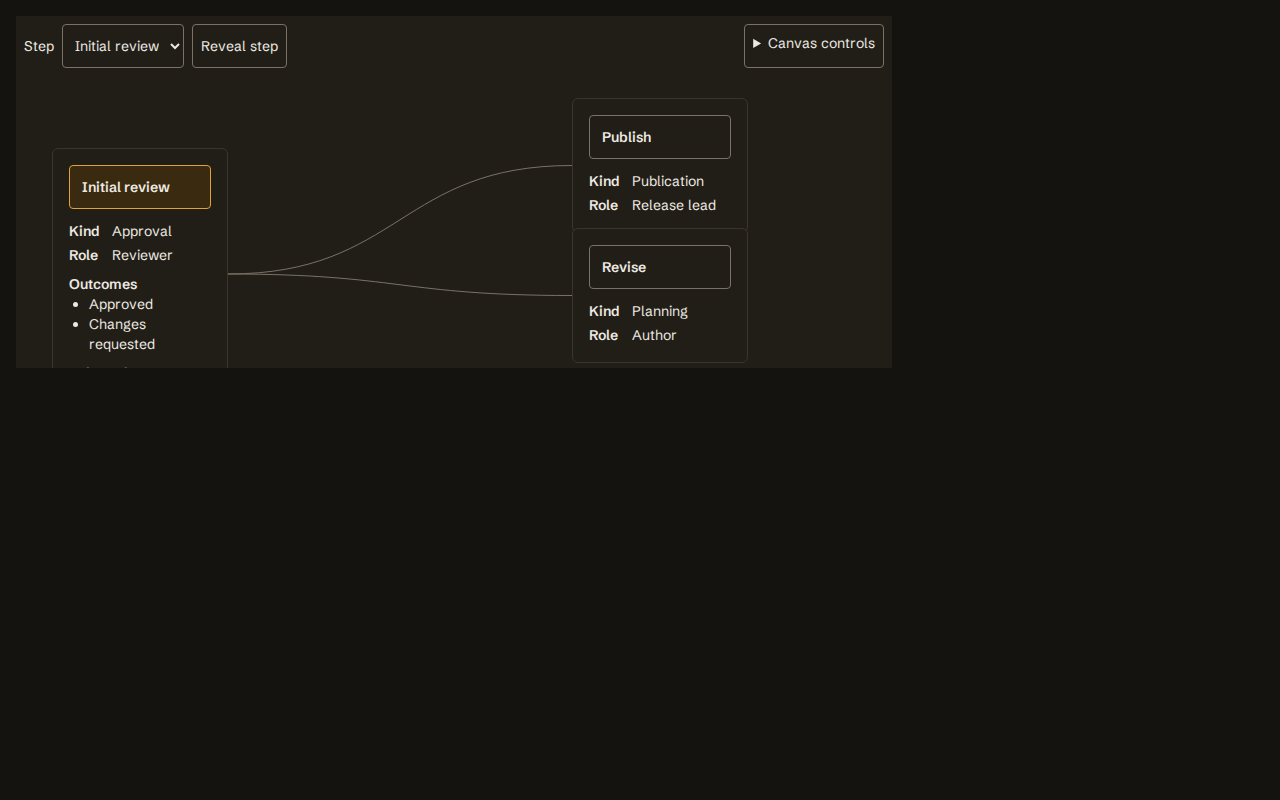 Step Initial review Reveal step Canvas controls
Publish
Kind Publication
Role Release lead
Initial review
Kind Approval
Role Reviewer
Outcomes
Approved
Changes
requested
Revise
Kind Planning
Role Author